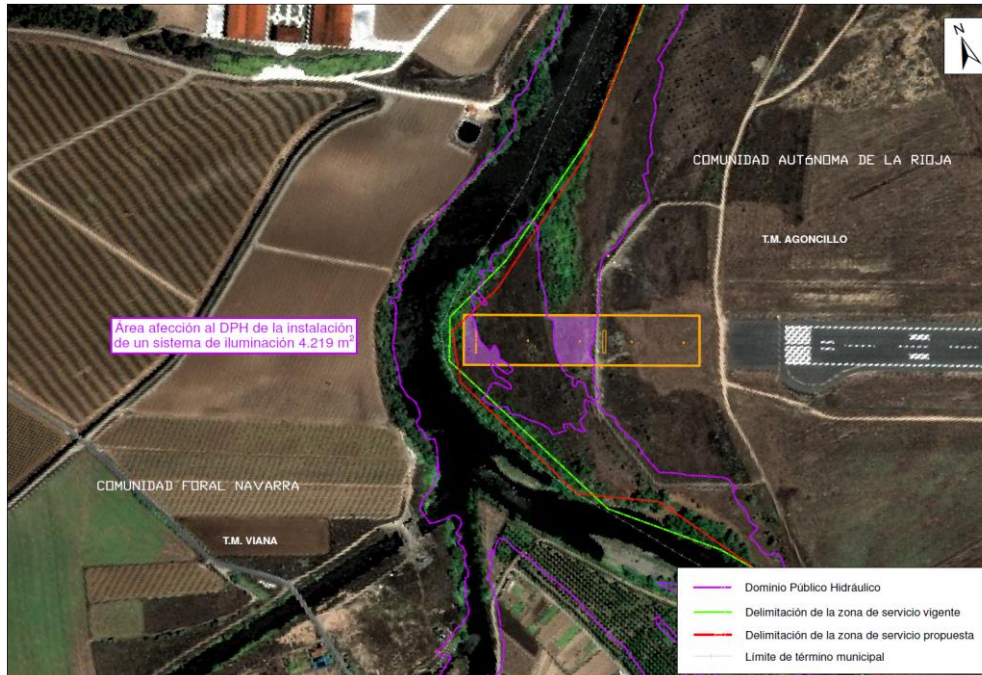 N
COMUNIDAD AUTóNOMA DE LA RIOJA
T.M. AGONCILLO
Área afección al DPH de la instalación
de un sistema de iluminación 4.219 m²
COMUNIDAD FORAL NAVARRA
T.M. VIANA
Dominio Público Hidráulico
Delimitación de la zona de servicio vigente
Delimitación de la zona de servicio propuesta
Límite de término municipal